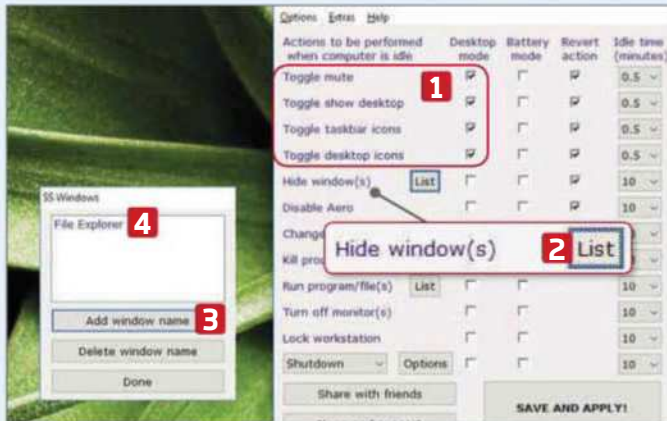 Options Extras Help
Actions to be performed when computer is idle
Desktop mode
Battery mode
Revert action
Idle time (minutes)
Toggle mute 1 0.5
Toggle show desktop 0.5
Toggle taskbar icons 0.5
Toggle desktop icons 0.5
Hide window(s) List 10
Disable Aero 10
Hide window(s) 2 List
Run program/file(s) List 10
Turn off monitor(s) 10
Lock workstation 10
Shutdown Options 10
Share with friends
SAVE AND APPLY!
SS Windows
File Explorer 4
Add window name 3
Delete window name
Done